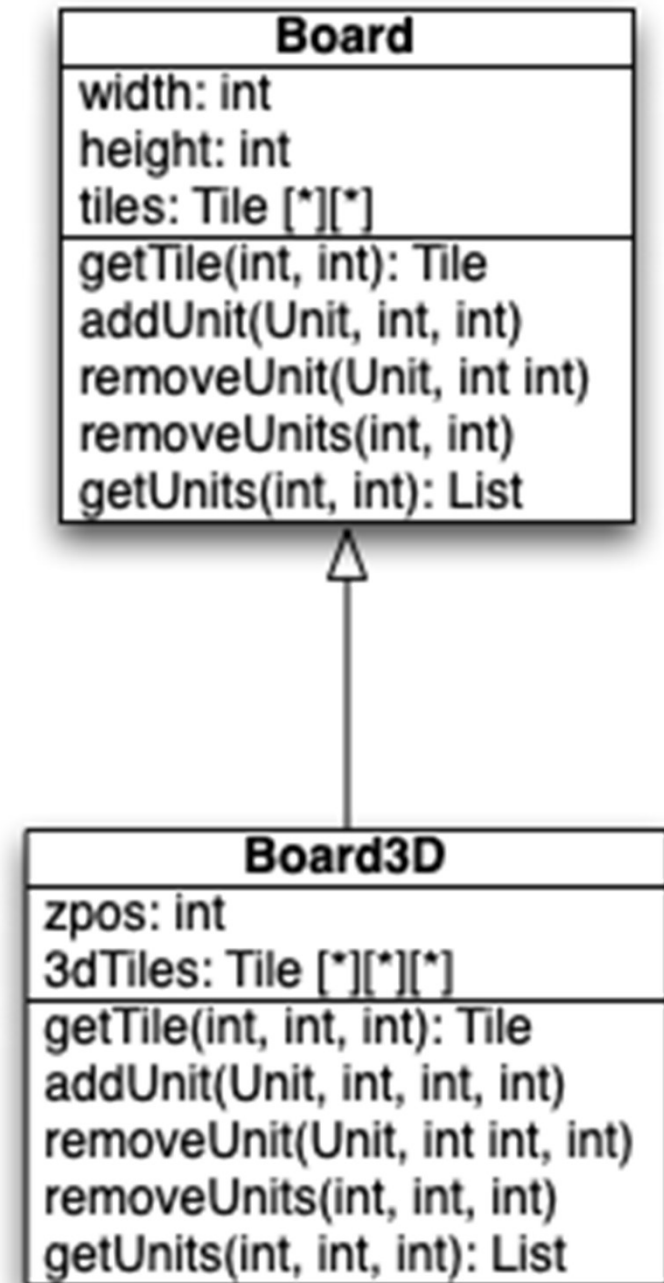 Board
width: int
height: int
tiles: Tile [*][*]
getTile(int, int): Tile
addUnit(Unit, int, int)
removeUnit(Unit, int int)
removeUnits(int, int)
getUnits(int, int): List
Board3D
zpos: int
3dTiles: Tile [*][*][*]
getTile(int, int, int): Tile
addUnit(Unit, int, int, int)
removeUnit(Unit, int int, int)
removeUnits(int, int, int)
getUnits(int, int, int): List